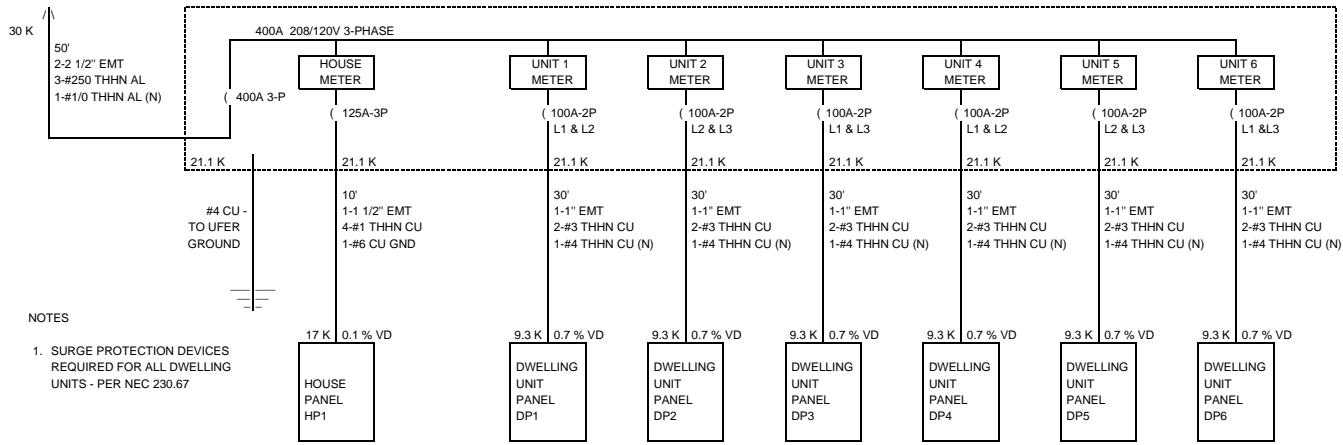 30 K
50'
2-2 1/2" EMT
3-#250 THHN AL
1-#1/0 THHN AL (N)
400A 208/120V 3-PHASE
400A 3-P
HOUSE
METER
125A-3P
UNIT 1
METER
100A-2P
L1 & L2
UNIT 2
METER
100A-2P
L2 & L3
UNIT 3
METER
100A-2P
L1 & L3
UNIT 4
METER
100A-2P
L1 & L2
UNIT 5
METER
100A-2P
L2 & L3
UNIT 6
METER
100A-2P
L1 &L3
21.1 K
21.1 K
21.1 K
21.1 K
21.1 K
21.1 K
21.1 K
21.1 K
#4 CU -
TO UFER
GROUND
10'
1-1 1/2" EMT
4-#1 THHN CU
1-#6 CU GND
30'
1-1" EMT
2-#3 THHN CU
1-#4 THHN CU (N)
30'
1-1" EMT
2-#3 THHN CU
1-#4 THHN CU (N)
30'
1-1" EMT
2-#3 THHN CU
1-#4 THHN CU (N)
30'
1-1" EMT
2-#3 THHN CU
1-#4 THHN CU (N)
30'
1-1" EMT
2-#3 THHN CU
1-#4 THHN CU (N)
30'
1-1" EMT
2-#3 THHN CU
1-#4 THHN CU (N)
NOTES
1. SURGE PROTECTION DEVICES
REQUIRED FOR ALL DWELLING
UNITS - PER NEC 230.67
17 K 0.1 % VD
HOUSE
PANEL
HP1
9.3 K 0.7 % VD
DWELLING
UNIT
PANEL
DP1
9.3 K 0.7 % VD
DWELLING
UNIT
PANEL
DP2
9.3 K 0.7 % VD
DWELLING
UNIT
PANEL
DP3
9.3 K 0.7 % VD
DWELLING
UNIT
PANEL
DP4
9.3 K 0.7 % VD
DWELLING
UNIT
PANEL
DP5
9.3 K 0.7 % VD
DWELLING
UNIT
PANEL
DP6